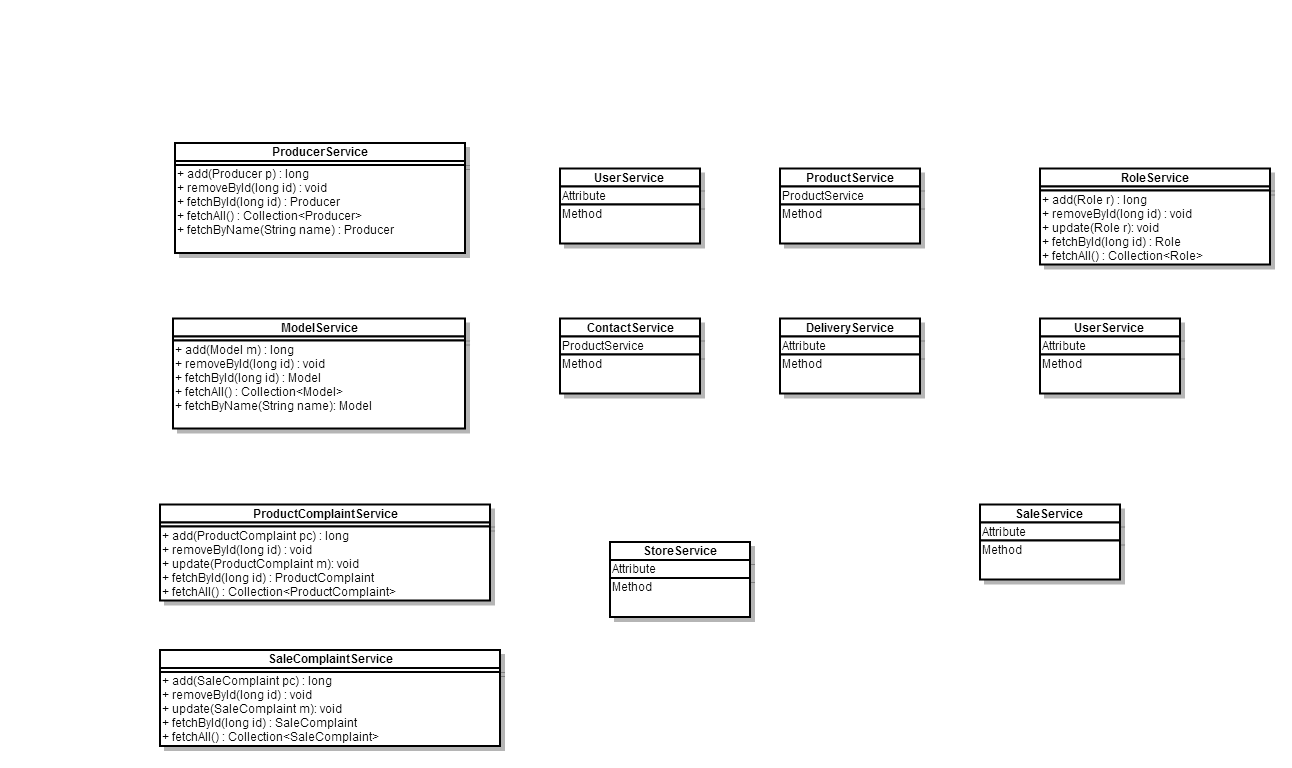 ProducerService
+ add(Producer p) : long
+ removeById(long id) : void
+ fetchById(long id) : Producer
+ fetchAll() : Collection<Producer>
+ fetchByName(String name) : Producer
UserService
Attribute
Method
ProductService
ProductService
Method
RoleService
+ add(Role r) : long
+ removeById(long id) : void
+ update(Role r): void
+ fetchById(long id) : Role
+ fetchAll() : Collection<Role>
ModelService
+ add(Model m) : long
+ removeById(long id) : void
+ fetchById(long id) : Model
+ fetchAll() : Collection<Model>
+ fetchByName(String name): Model
ContactService
ProductService
Method
DeliveryService
Attribute
Method
UserService
Attribute
Method
ProductComplaintService
+ add(ProductComplaint pc) : long
+ removeById(long id) : void
+ update(ProductComplaint m): void
+ fetchById(long id) : ProductComplaint
+ fetchAll() : Collection<ProductComplaint>
StoreService
Attribute
Method
SaleService
Attribute
Method
SaleComplaintService
+ add(SaleComplaint pc) : long
+ removeById(long id) : void
+ update(SaleComplaint m): void
+ fetchById(long id) : SaleComplaint
+ fetchAll() : Collection<SaleComplaint>